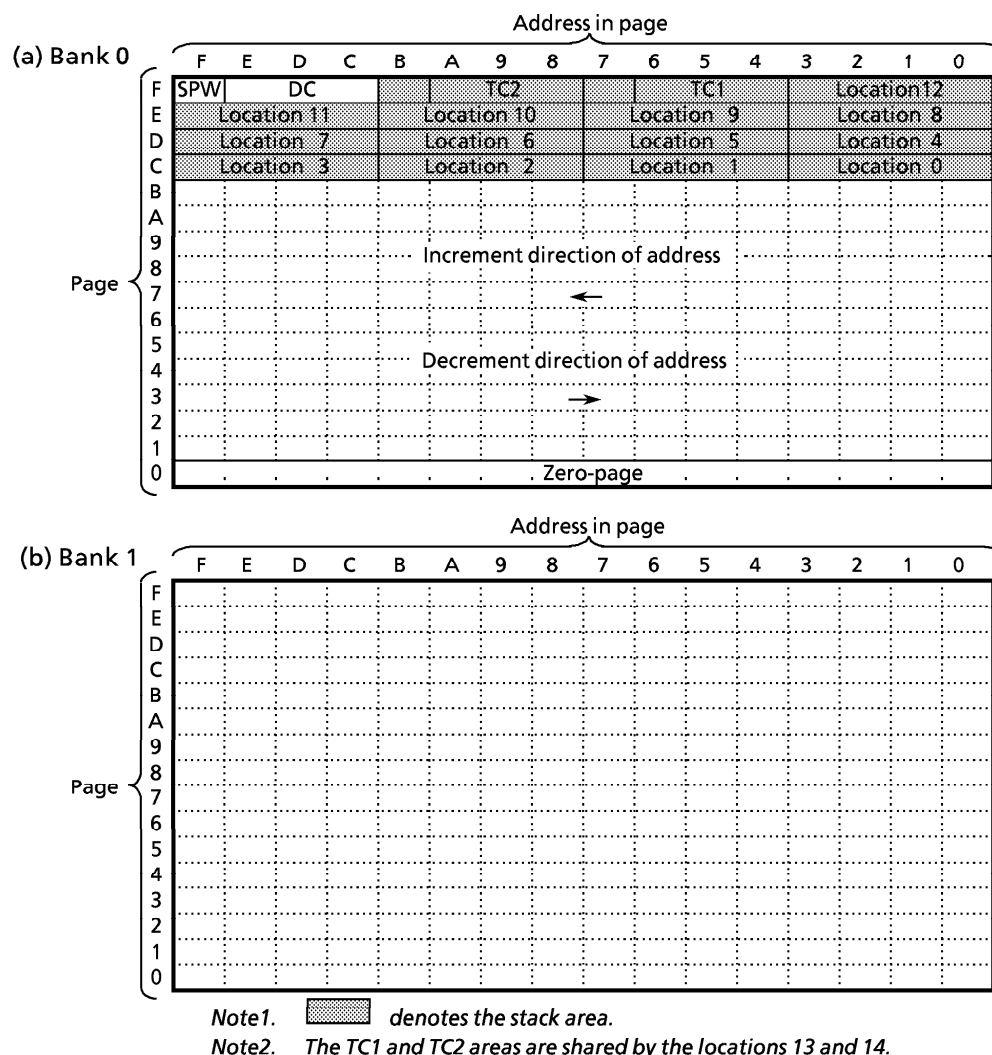 Address in page
(a) Bank 0
F E D C B A 9 8 7 6 5 4 3 2 1 0
F SPW DC TC2 TC1 Location12
E Location 11 Location 10 Location 9 Location 8
D Location 7 Location 6 Location 5 Location 4
C Location 3 Location 2 Location 1 Location 0
B
A
9
Increment direction of address
8
Page
7
6
5
Decrement direction of address
4
3
2
1
0 Zero-page
Address in page
(b) Bank 1
F E D C B A 9 8 7 6 5 4 3 2 1 0
F
E
D
C
B
A
9
8
Page
7
6
5
4
3
2
1
0
Note1. denotes the stack area.
Note2. The TC1 and TC2 areas are shared by the locations 13 and 14.